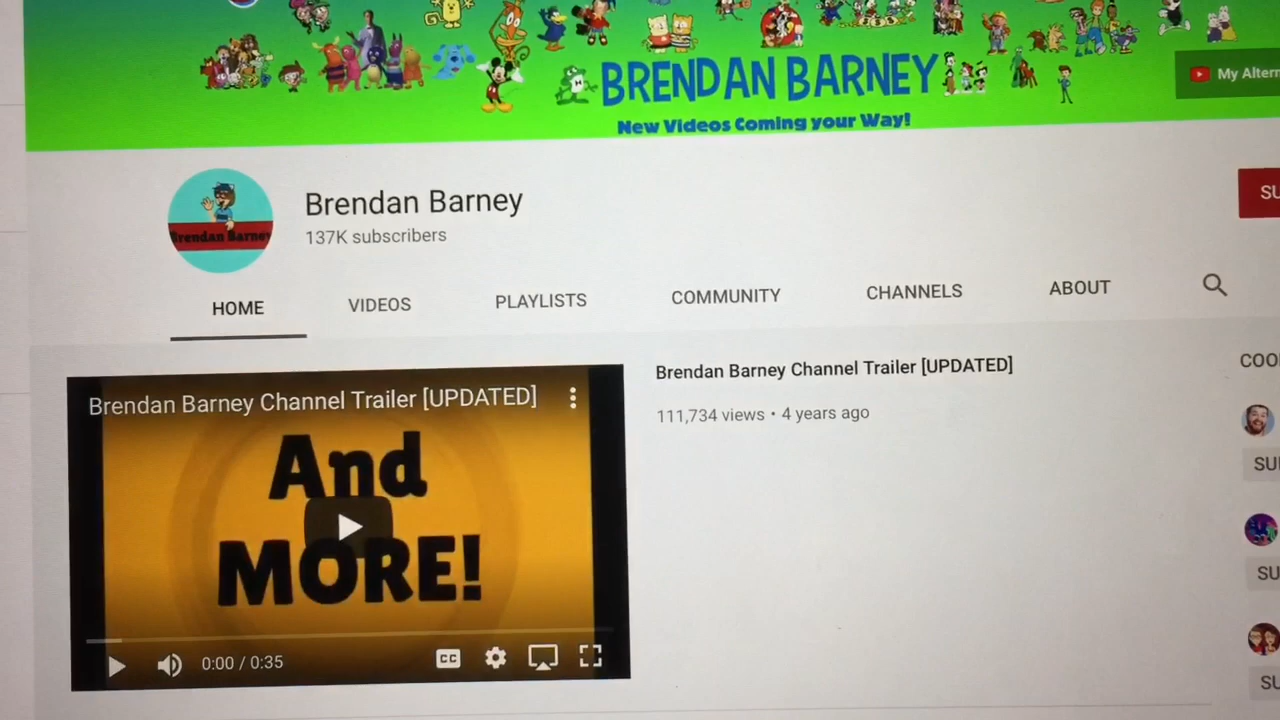 BRENDAN BARNEY
New Videos Coming your Way!
My Altern
Brendan Barney
Brendan Barney
137K subscribers
SU
HOME
VIDEOS
PLAYLISTS
COMMUNITY
CHANNELS
ABOUT
Brendan Barney Channel Trailer [UPDATED]
And
MORE!
0:00 / 0:35
CC
Brendan Barney Channel Trailer [UPDATED]
111,734 views • 4 years ago
COO
SU
SU
SU